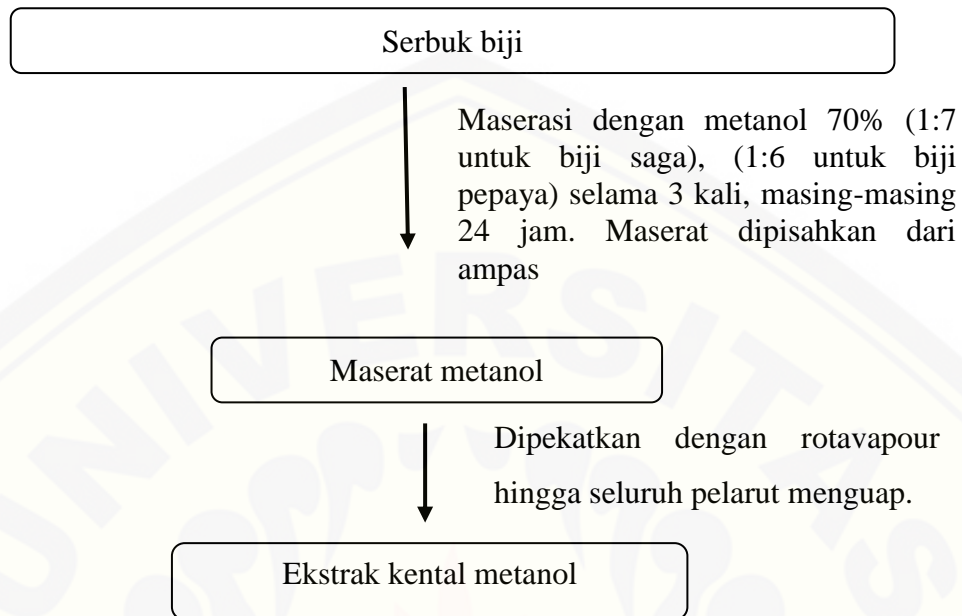 Serbuk biji
Maserasi dengan metanol 70% (1:7
untuk biji saga), (1:6 untuk biji
pepaya) selama 3 kali, masing-masing
24 jam. Maserat dipisahkan dari
ampas
UNIVERSITAS
Maserat metanol
Dipekatkan dengan rotavapour
hingga seluruh pelarut menguap.
Ekstrak kental metanol